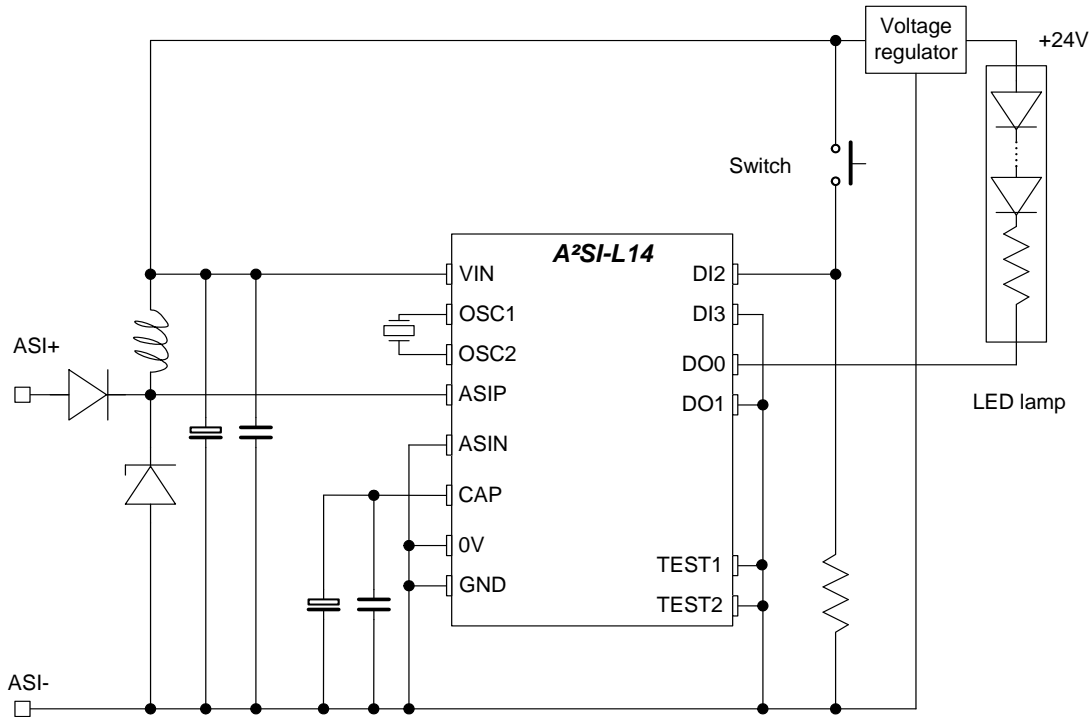 Voltage
regulator
+24V
Switch
A²SI-L14
VIN
DI2
OSC1
DI3
ASI+
OSC2
DO0
ASIP
DO1
LED lamp
ASIN
CAP
0V
TEST1
GND
TEST2
ASI-